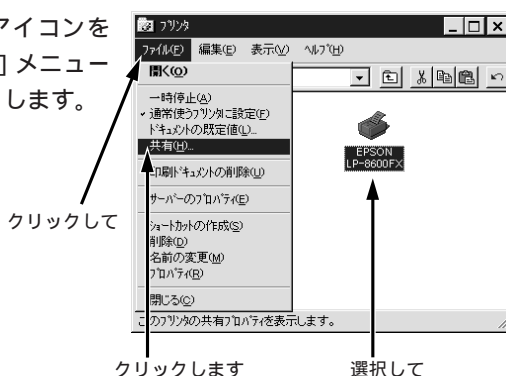 アイコンを
］メニュー
します。
プリンタ
ファイル(F) 編集(E) 表示(V) ヘルプ(H)
開く(O)
一時停止(A)
通常使うプリンタに設定(F)
ドキュメントの既定値(L)...
共有(H)...
印刷ドキュメントの削除(U)
サーバーのプロパティ(E)
ショートカットの作成(S)
削除(D)
名前の変更(M)
プロパティ(R)
閉じる(C)
EPSON
LP-8600FX
このプリンタの共有プロパティを表示します。
クリックして
クリックします
選択して